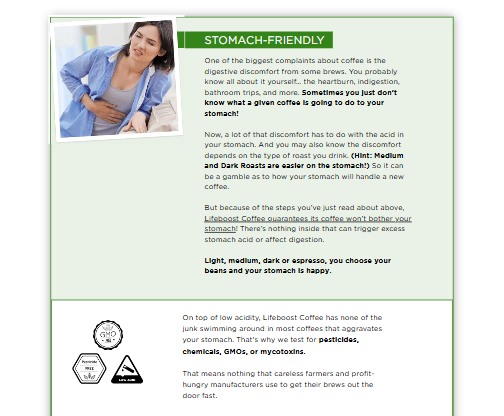 STOMACH-FRIENDLY
One of the biggest complaints about coffee is the
digestive discomfort from some brews. You probably
know all about it yourself... the heartburn, indigestion,
bathroom trips, and more. Sometimes you just don't
know what a given coffee is going to do to your
stomach!
Now, a lot of that discomfort has to do with the acid in
your stomach. And you may also know the discomfort
depends on the type of roast you drink. (Hint: Medium
and Dark Roasts are easier on the stomach!) So it can
be a gamble as to how your stomach will handle a new
coffee.
But because of the steps you've just read about above,
Lifeboost Coffee guarantees its coffee won't bother your
stomach! There's nothing inside that can trigger excess
stomach acid or affect digestion.
Light, medium, dark or espresso, you choose your
beans and your stomach is happy.
GMO
Pesticide
FREE
Low Acid
On top of low acidity, Lifeboost Coffee has none of the
junk swimming around in most coffees that aggravates
your stomach. That's why we test for pesticides,
chemicals, GMOs, or mycotoxins.
That means nothing that careless farmers and profit-
hungry manufacturers use to get their brews out the
door fast.